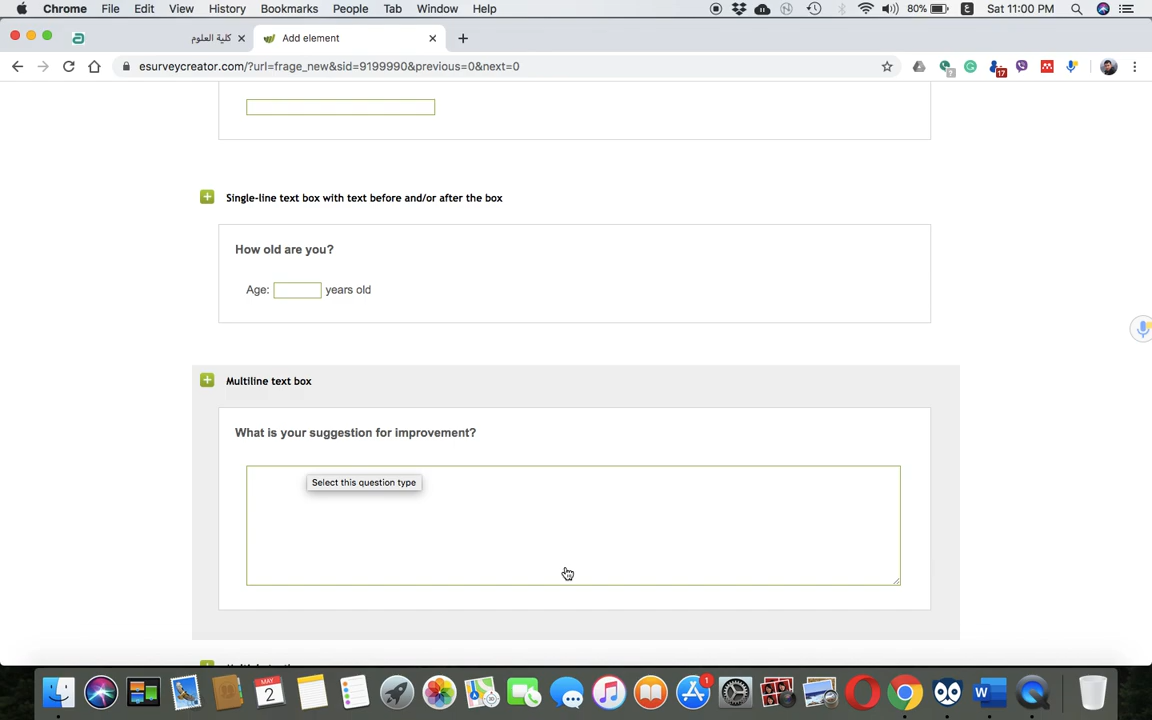 Chrome File Edit View History Bookmarks People Tab Window Help 80% ع Sat 11:00 PM
كلية العلوم Add element
esurveycreator.com/?url=frage_new&sid=9199990&previous=0&next=0
Single-line text box with text before and/or after the box
How old are you?
Age: years old
Multiline text box
What is your suggestion for improvement?
Select this question type